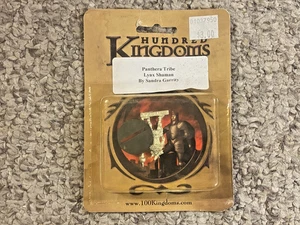 HUNDRED
KINGDOMS
Panthera Tribe
Lynx Shaman
By Sandra Garrity
www.100Kingdoms.com